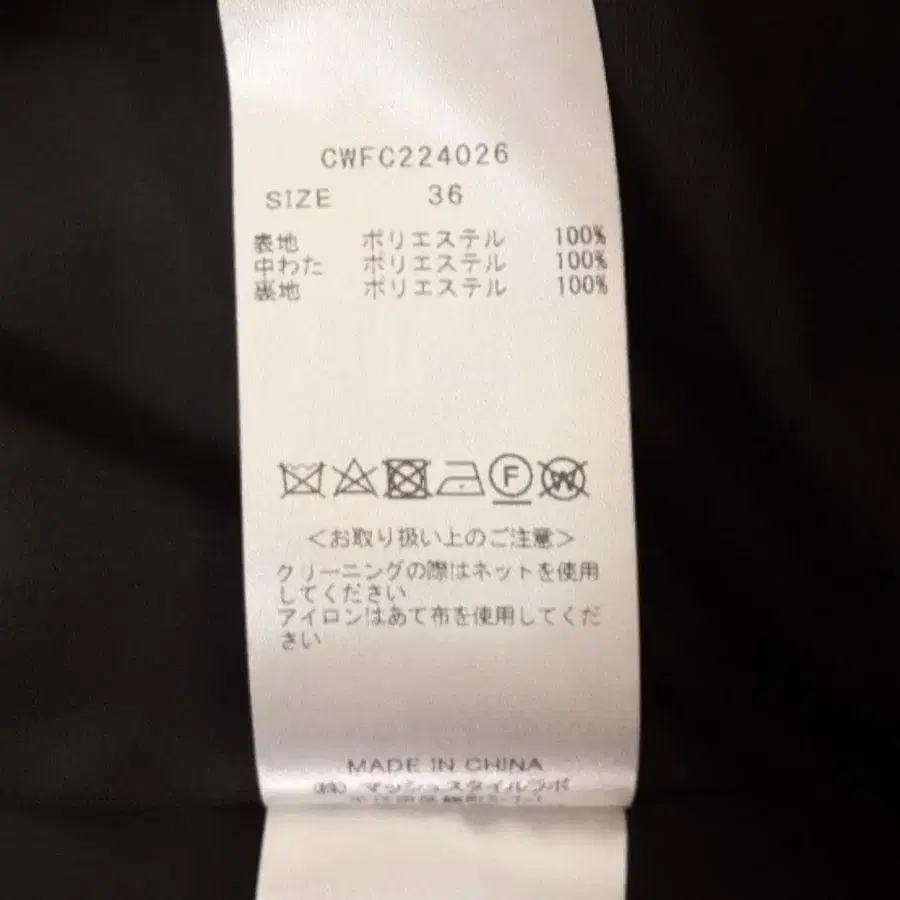 CWFC224026
SIZE 36
表地 ポリエステル 100%
中わた ポリエステル 100%
裏地 ポリエステル 100%
F W
<お取り扱い上のご注意>
クリーニングの際はネットを使用
してください
アイロンはあて布を使用してくだ
さい
MADE IN CHINA
(株) マッシュスタイルラボ